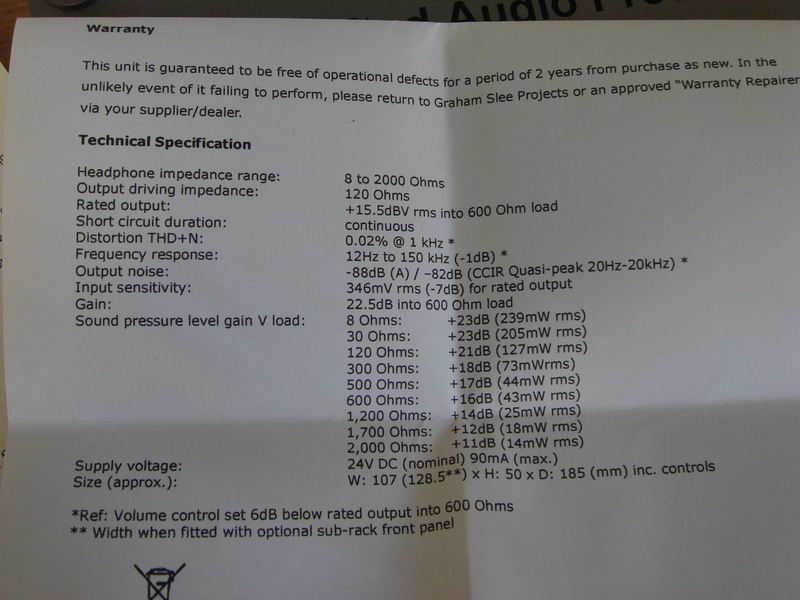 Audio
Warranty
This unit is guaranteed to be free of operational defects for a period of 2 years from purchase as new. In the
unlikely event of it failing to perform, please return to Graham Slee Projects or an approved "Warranty Repairer
via your supplier/dealer.
Technical Specification
Headphone impedance range: 8 to 2000 Ohms
Output driving impedance: 120 Ohms
Rated output: +15.5dBV rms into 600 Ohm load
Short circuit duration: continuous
Distortion THD+N: 0.02% @ 1 kHz *
Frequency response: 12Hz to 150 kHz (-1dB) *
Output noise: -88dB (A) / -82dB (CCIR Quasi-peak 20Hz-20kHz) *
Input sensitivity: 346mV rms (-7dB) for rated output
Gain: 22.5dB into 600 Ohm load
Sound pressure level gain V load: 8 Ohms: +23dB (239mW rms)
30 Ohms: +23dB (205mW rms)
120 Ohms: +21dB (127mW rms)
300 Ohms: +18dB (73mWrms)
500 Ohms: +17dB (44mW rms)
600 Ohms: +16dB (43mW rms)
1,200 Ohms: +14dB (25mW rms)
1,700 Ohms: +12dB (18mW rms)
2,000 Ohms: +11dB (14mW rms)
Supply voltage: 24V DC (nominal) 90mA (max.)
Size (approx.): W: 107 (128.5**) x H: 50 x D: 185 (mm) inc. controls
*Ref: Volume control set 6dB below rated output into 600 Ohms
** Width when fitted with optional sub-rack front panel